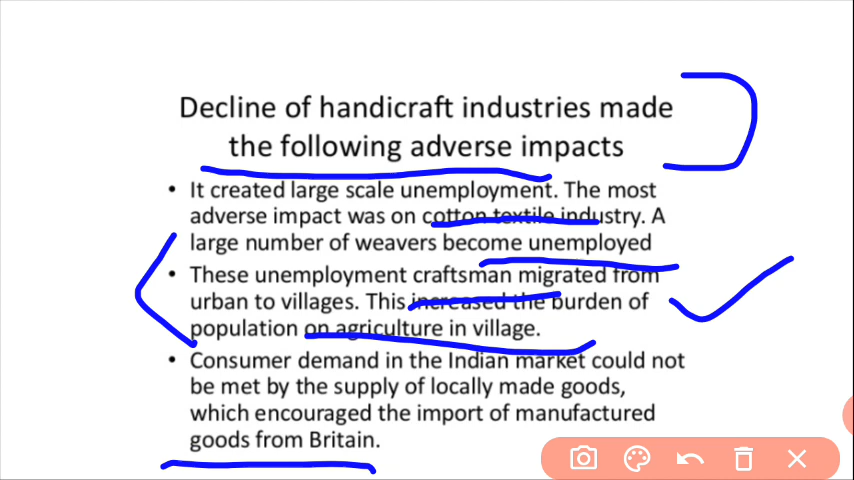 Decline of handicraft industries made
the following adverse impacts
• It created large scale unemployment. The most
adverse impact was on cotton textile industry. A
large number of weavers become unemployed
• These unemployment craftsman migrated from
urban to villages. This increased the burden of
population on agriculture in village.
• Consumer demand in the Indian market could not
be met by the supply of locally made goods,
which encouraged the import of manufactured
goods from Britain.